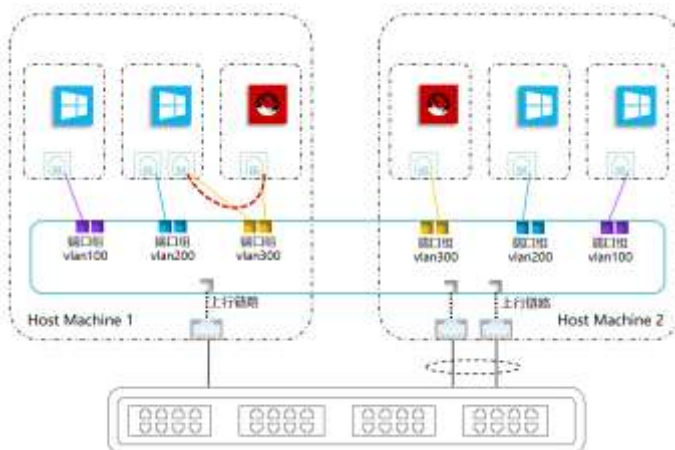 端口组
vlan100
端口组
vlan200
端口组
vlan300
端口组
vlan300
端口组
vlan200
端口组
vlan100
上行链路
上行链路
Host Machine 1
Host Machine 2